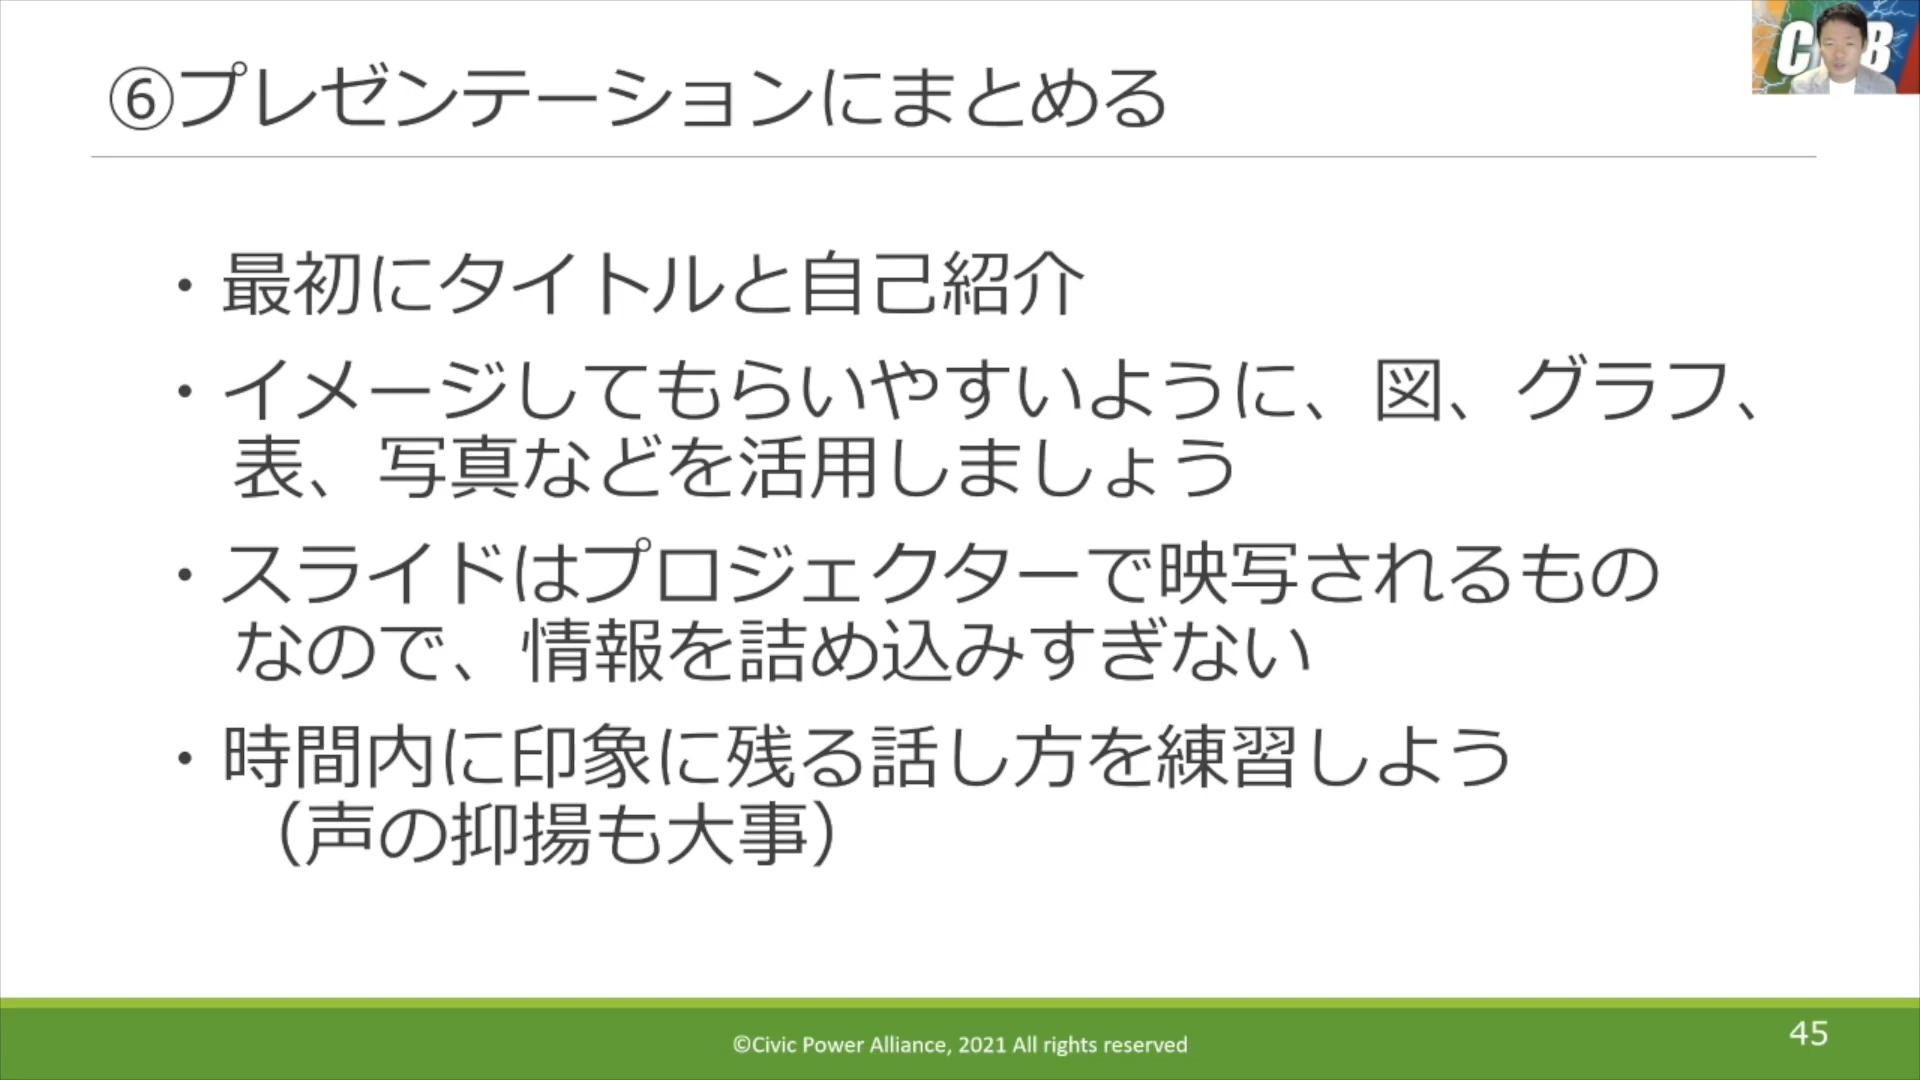 ⑥プレゼンテーションにまとめる
・最初にタイトルと自己紹介
・イメージしてもらいやすいように、図、グラフ、
表、写真などを活用しましょう
・スライドはプロジェクターで映写されるもの
なので、情報を詰め込みすぎない
・時間内に印象に残る話し方を練習しよう
（声の抑揚も大事）
©Civic Power Alliance, 2021 All rights reserved
45